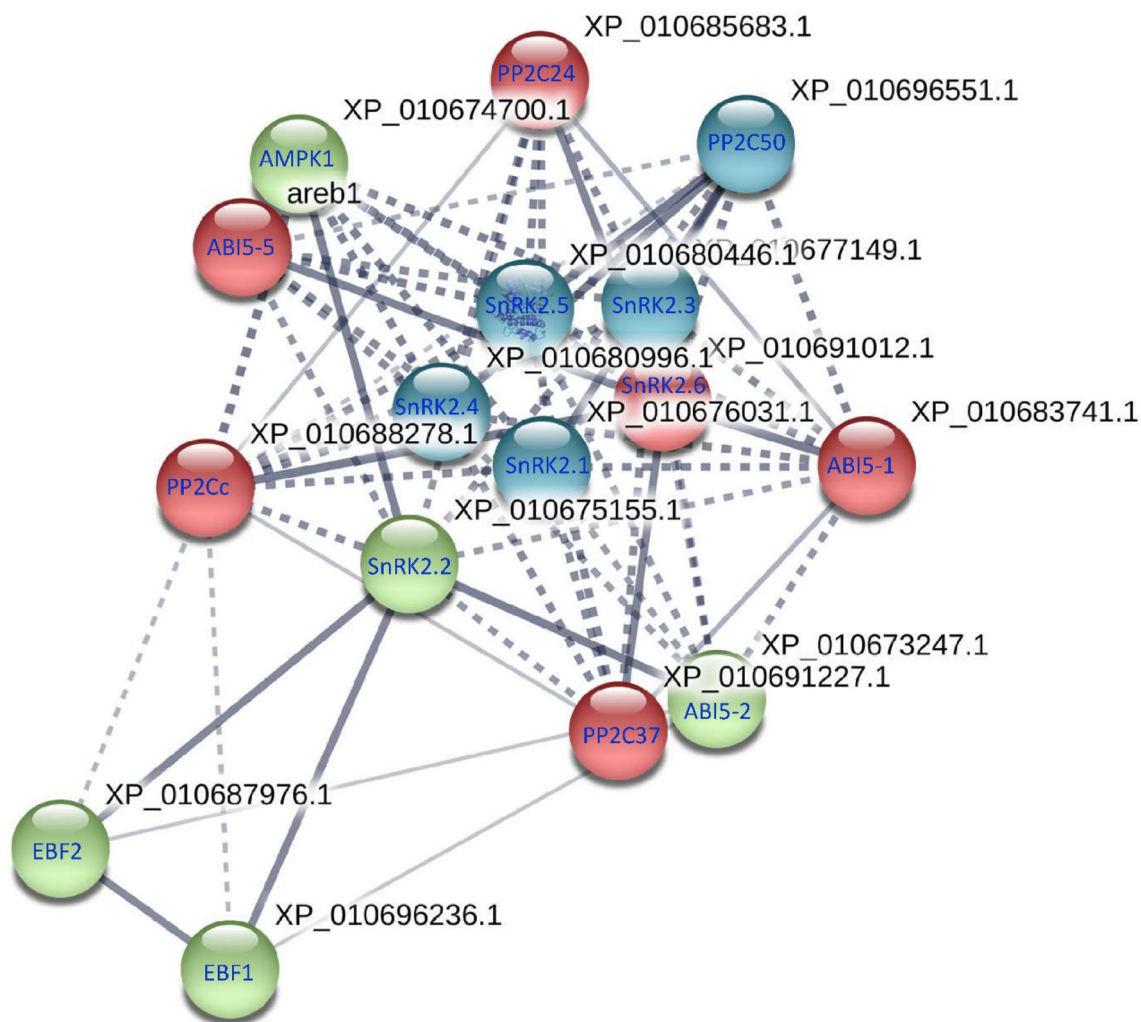 XP_010685683.1
PP2C24
XP_010696551.1
XP_010674700.1
PP2C50
AMPK1
areb1
ABI5-5
XP_010680446.1
XP_010677149.1
SnRK2.5
SnRK2.3
XP_010680996.1
XP_010691012.1
SnRK2.6
SnRK2.4
XP_010676031.1
XP_010683741.1
XP_010688278.1
SnRK2.1
ABI5-1
PP2Cc
XP_010675155.1
SnRK2.2
XP_010673247.1
XP_010691227.1
ABI5-2
PP2C37
XP_010687976.1
EBF2
XP_010696236.1
EBF1